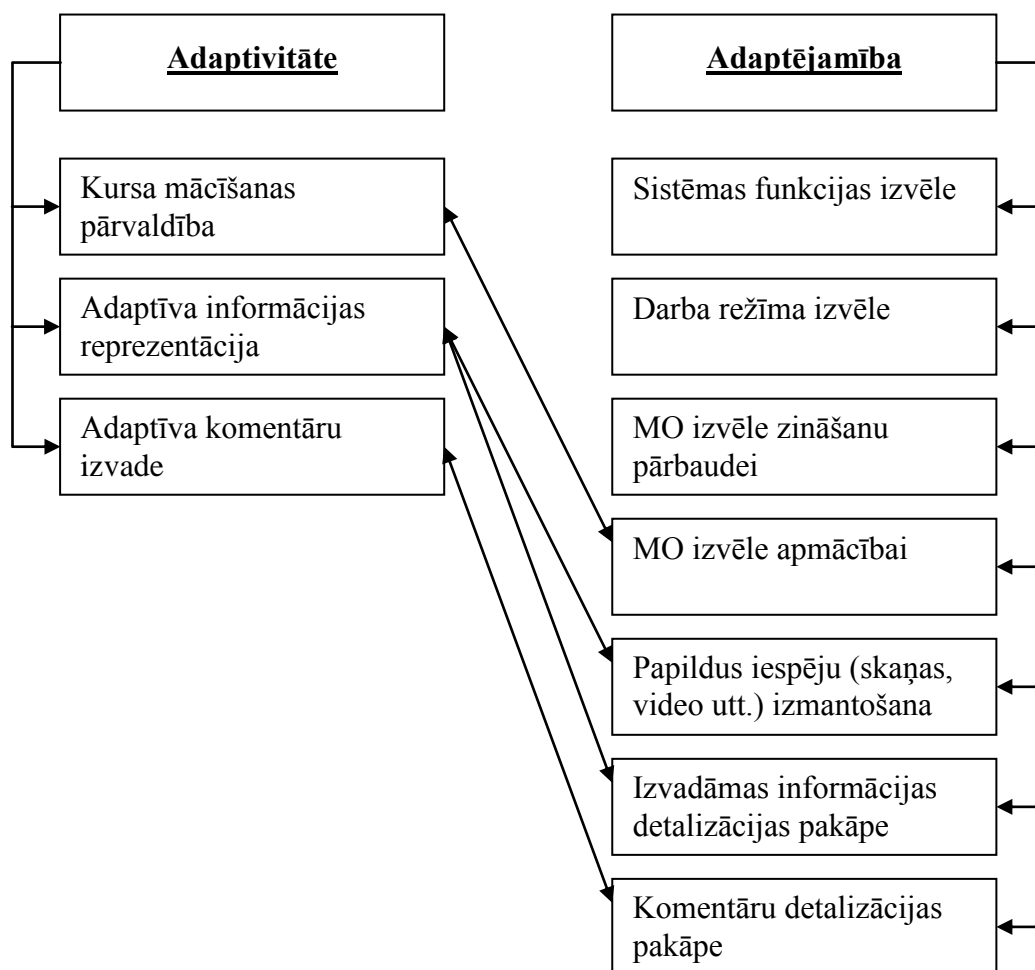 Adaptivitāte
Kursa mācīšanas
pārvaldība
Adaptīva informācijas
reprezentācija
Adaptīva komentāru
izvade
Adaptējamība
Sistēmas funkcijas izvēle
Darba režīma izvēle
MO izvēle zināšanu
pārbaudei
MO izvēle apmācībai
Papildus iespēju (skaņas,
video utt.) izmantošana
Izvadāmas informācijas
detalizācijas pakāpe
Komentāru detalizācijas
pakāpe